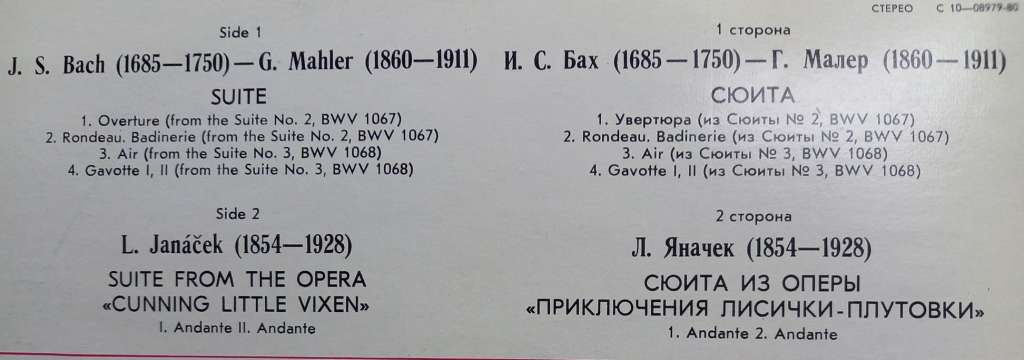 СТЕРЕО С 10—08979-80
Side 1
J. S. Bach (1685—1750) — G. Mahler (1860—1911)
SUITE
1. Overture (from the Suite No. 2, BWV 1067)
2. Rondeau. Badinerie (from the Suite No. 2, BWV 1067)
3. Air (from the Suite No. 3, BWV 1068)
4. Gavotte I, II (from the Suite No. 3, BWV 1068)
Side 2
L. Janáček (1854—1928)
SUITE FROM THE OPERA
«CUNNING LITTLE VIXEN»
I. Andante II. Andante
1 сторона
И. С. Бах (1685—1750)—Г. Малер (1860—1911)
СЮИТА
1. Увертюра (из Сюиты № 2, BWV 1067)
2. Rondeau. Badinerie (из Сюиты № 2, BWV 1067)
3. Air (из Сюиты № 3, BWV 1068)
4. Gavotte I, II (из Сюиты № 3, BWV 1068)
2 сторона
Л. Яначек (1854—1928)
СЮИТА ИЗ ОПЕРЫ
«ПРИКЛЮЧЕНИЯ ЛИСИЧКИ-ПЛУТОВКИ»
1. Andante 2. Andante